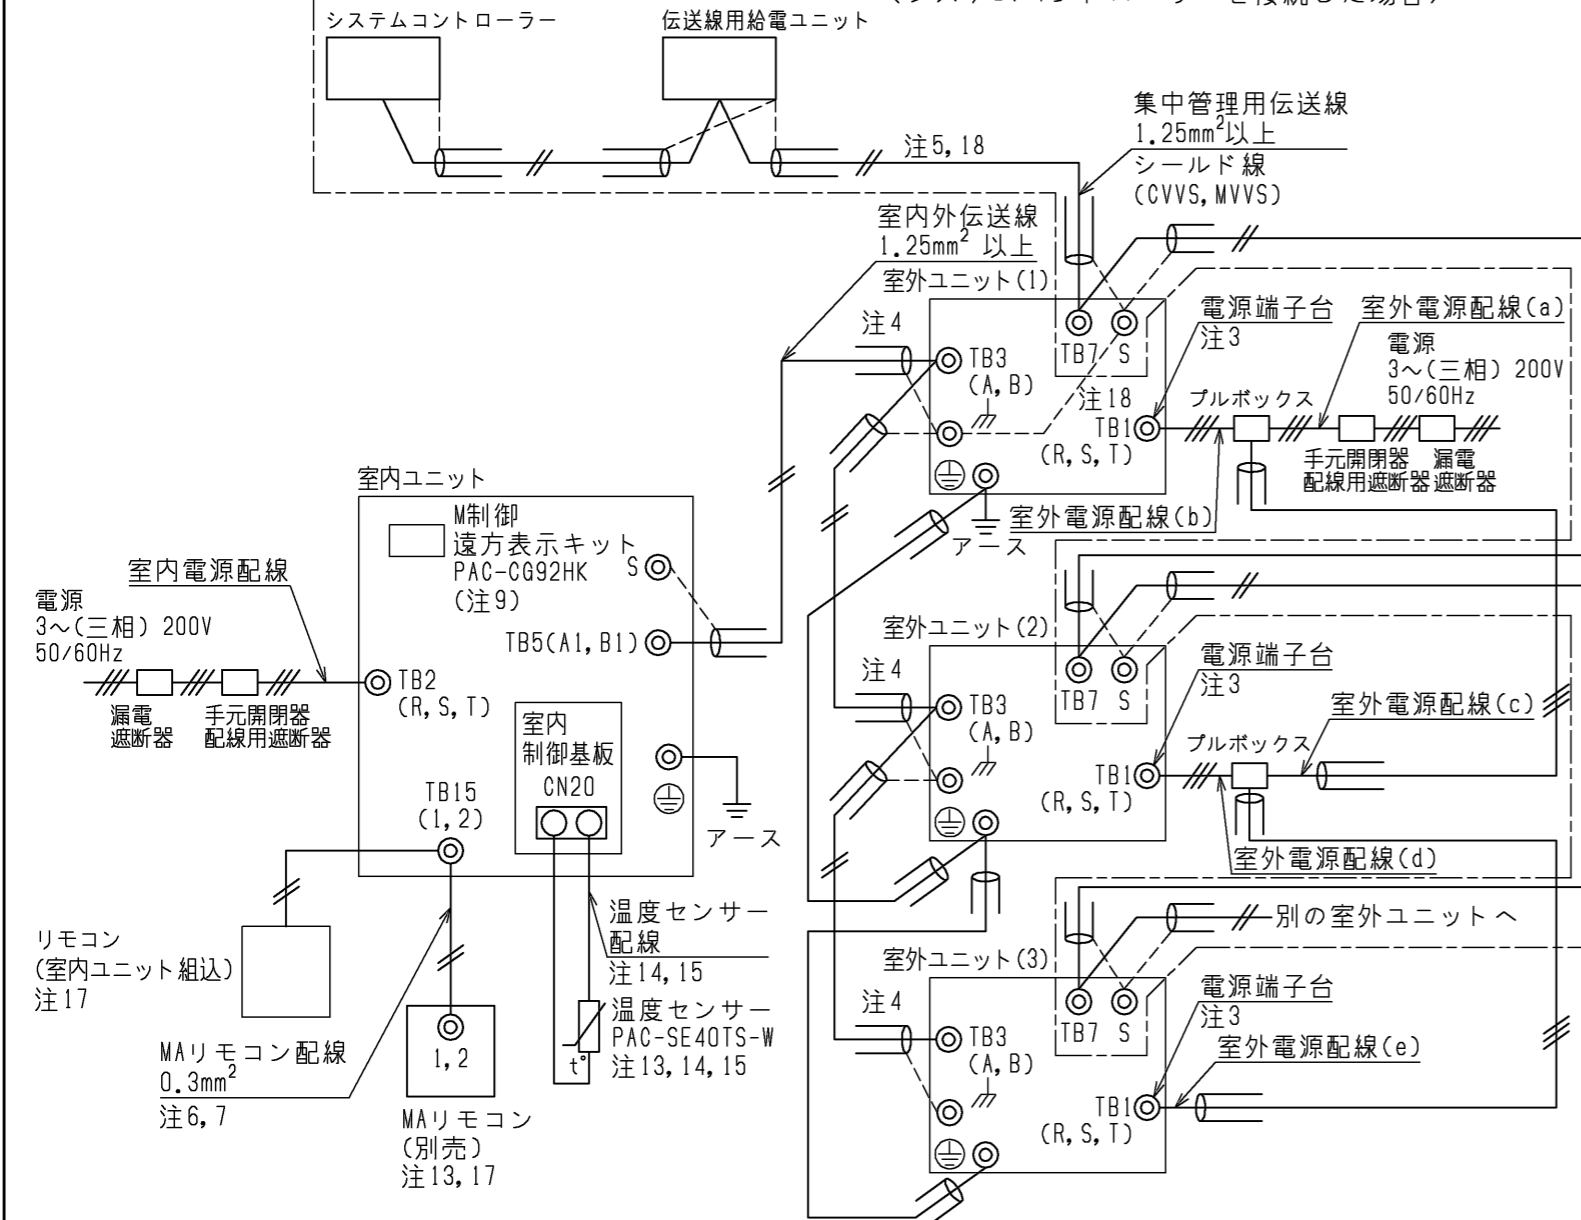 システムコントローラー
伝送線用給電ユニット
集中管理用伝送線
1.25mm²以上
シールド線
(CVVS,MVVS)
注5,18
室内外伝送線
1.25mm² 以上
室外ユニット(1)
注4
TB3
(A,B)
TB7 S
注18
TB1
(R,S,T)
電源端子台
注3
室外電源配線(a)
電源
3～(三相) 200V
50/60Hz
プルボックス
手元開閉器
配線用遮断器
漏電
遮断器
室外電源配線(b)
アース
室内ユニット
M制御
遠方表示キット
PAC-CG92HK
(注9)
S
TB5(A1,B1)
室内電源配線
電源
3～(三相) 200V
50/60Hz
漏電
遮断器
手元開閉器
配線用遮断器
TB2
(R,S,T)
室内
制御基板
CN20
TB15
(1,2)
アース
室外ユニット(2)
注4
TB3
(A,B)
TB7 S
TB1
(R,S,T)
電源端子台
注3
室外電源配線(c)
プルボックス
室外電源配線(d)
リモコン
(室内ユニット組込)
注17
MAリモコン配線
0.3mm²
注6,7
1,2
MAリモコン
(別売)
注13,17
温度センサー
配線
注14,15
t°
温度センサー
PAC-SE40TS-W
注13,14,15
室外ユニット(3)
注4
TB3
(A,B)
TB7 S
TB1
(R,S,T)
別の室外ユニットへ
電源端子台
注3
室外電源配線(e)